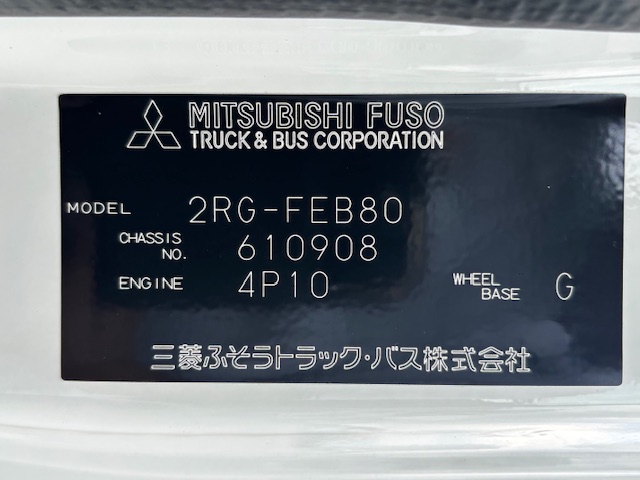 MITSUBISHI FUSO
TRUCK & BUS CORPORATION
MODEL 2RG-FEB80
CHASSIS NO. 610908
ENGINE 4P10 WHEEL BASE G
三菱ふそうトラック・バス株式会社